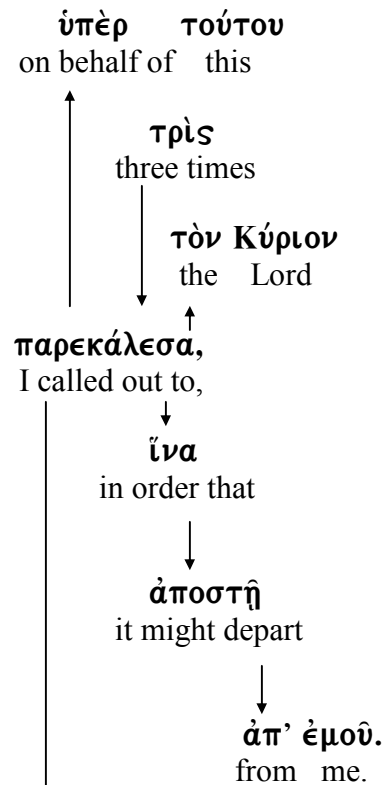 ὑπὲρ τούτου
on behalf of this
τρὶς
three times
τὸν Κύριον
the Lord
παρεκάλεσα,
I called out to,
ἵνα
in order that
ἀποστῇ
it might depart
ἀπ’ ἐμοῦ.
from me.